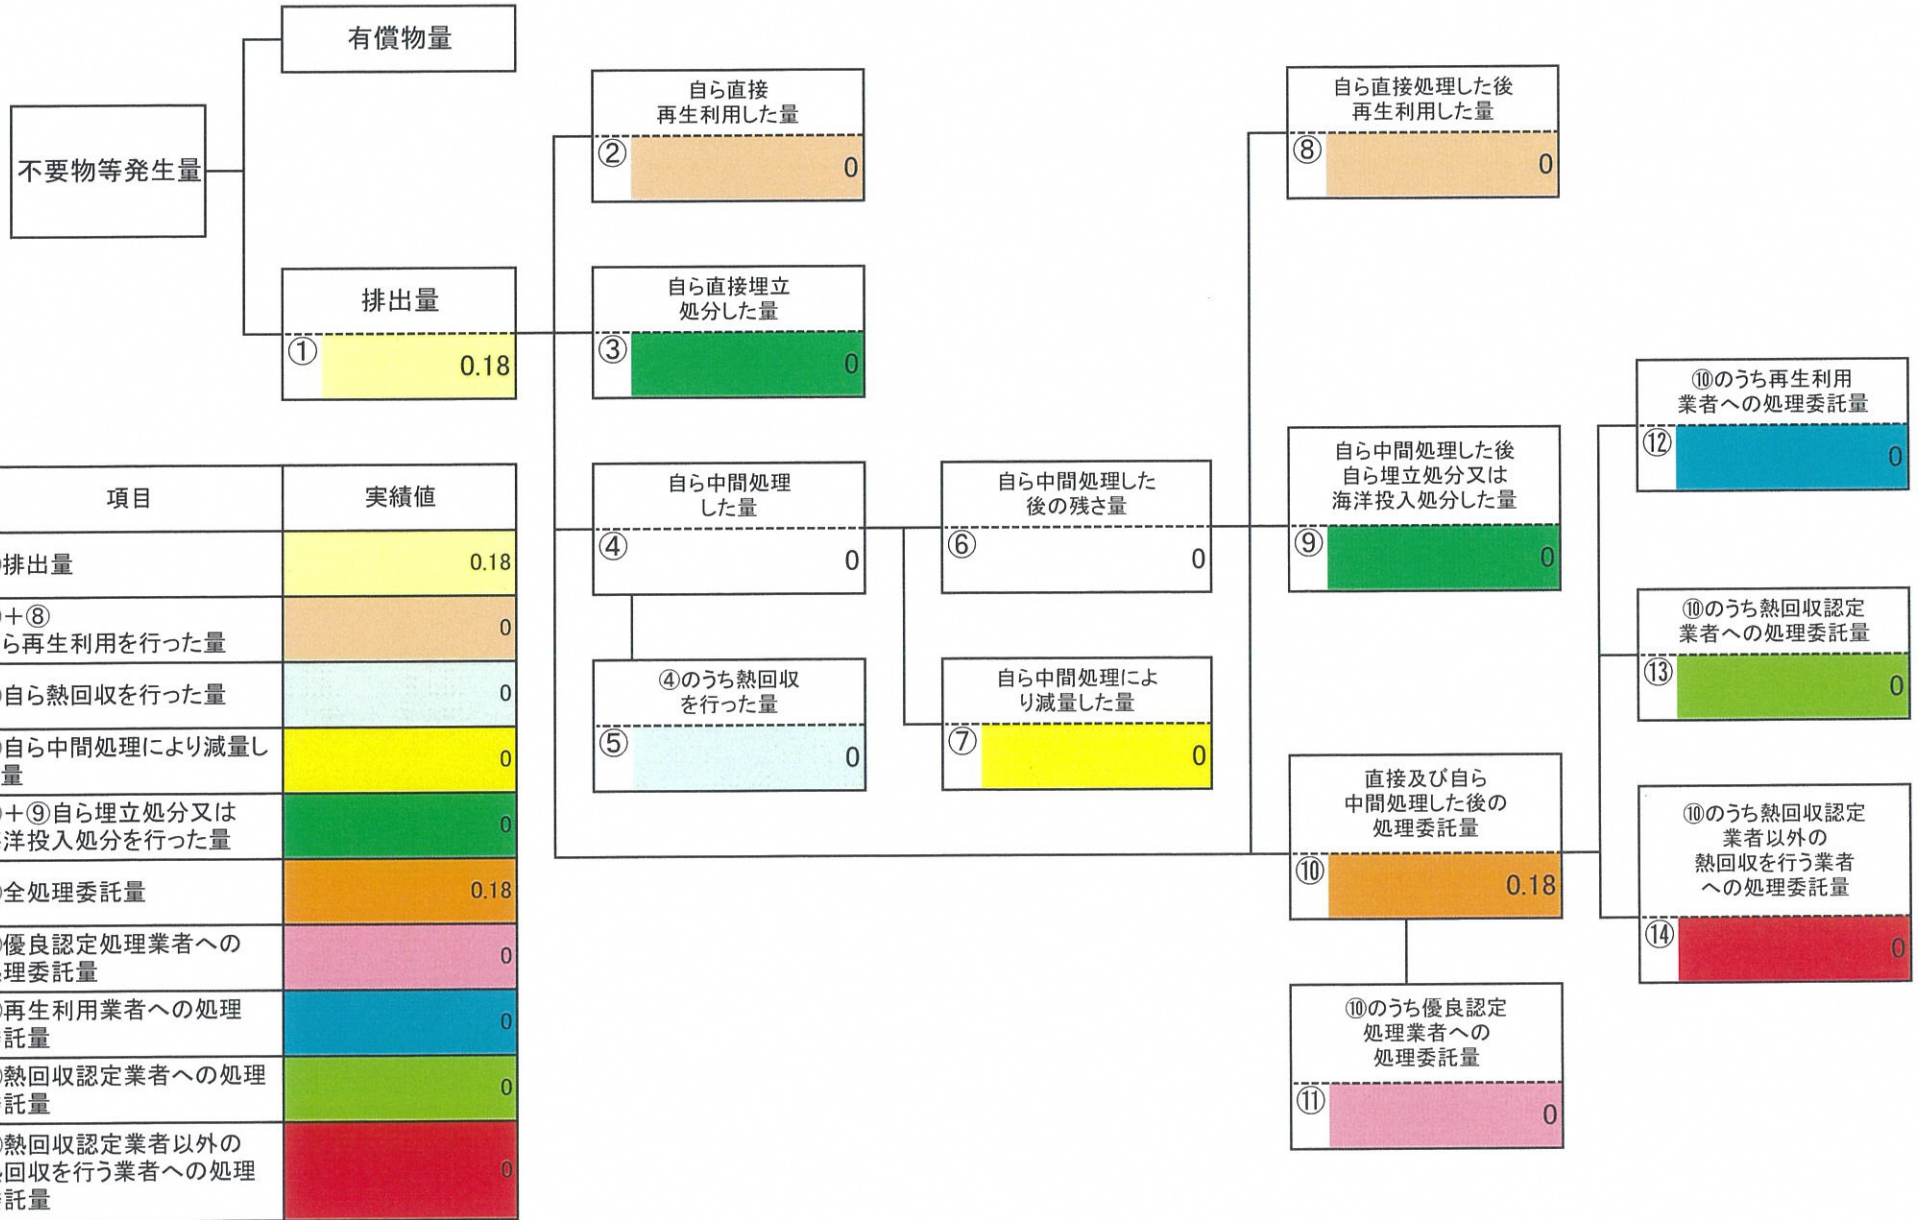 有償物量
不要物等発生量
排出量
①
0.18
自ら直接
再生利用した量
②
0
自ら直接埋立
処分した量
③
0
自ら中間処理
した量
④
0
④のうち熱回収
を行った量
⑤
0
自ら中間処理した
後の残さ量
⑥
0
自ら中間処理によ
り減量した量
⑦
0
自ら直接処理した後
再生利用した量
⑧
0
自ら中間処理した後
自ら埋立処分又は
海洋投入処分した量
⑨
0
直接及び自ら
中間処理した後の
処理委託量
⑩
0.18
⑩のうち優良認定
処理業者への
処理委託量
⑪
0
⑩のうち再生利用
業者への処理委託量
⑫
0
⑩のうち熱回収認定
業者への処理委託量
⑬
0
⑩のうち熱回収認定
業者以外の
熱回収を行う業者
への処理委託量
⑭
0
項目 実績値
排出量 0.18
+⑧
ら再生利用を行った量 0
自ら熱回収を行った量 0
自ら中間処理により減量し
量 0
+⑨自ら埋立処分又は
洋投入処分を行った量 0
全処理委託量 0.18
優良認定処理業者への
理委託量 0
再生利用業者への処理
託量 0
熱回収認定業者への処理
託量 0
熱回収認定業者以外の
回収を行う業者への処理
託量 0